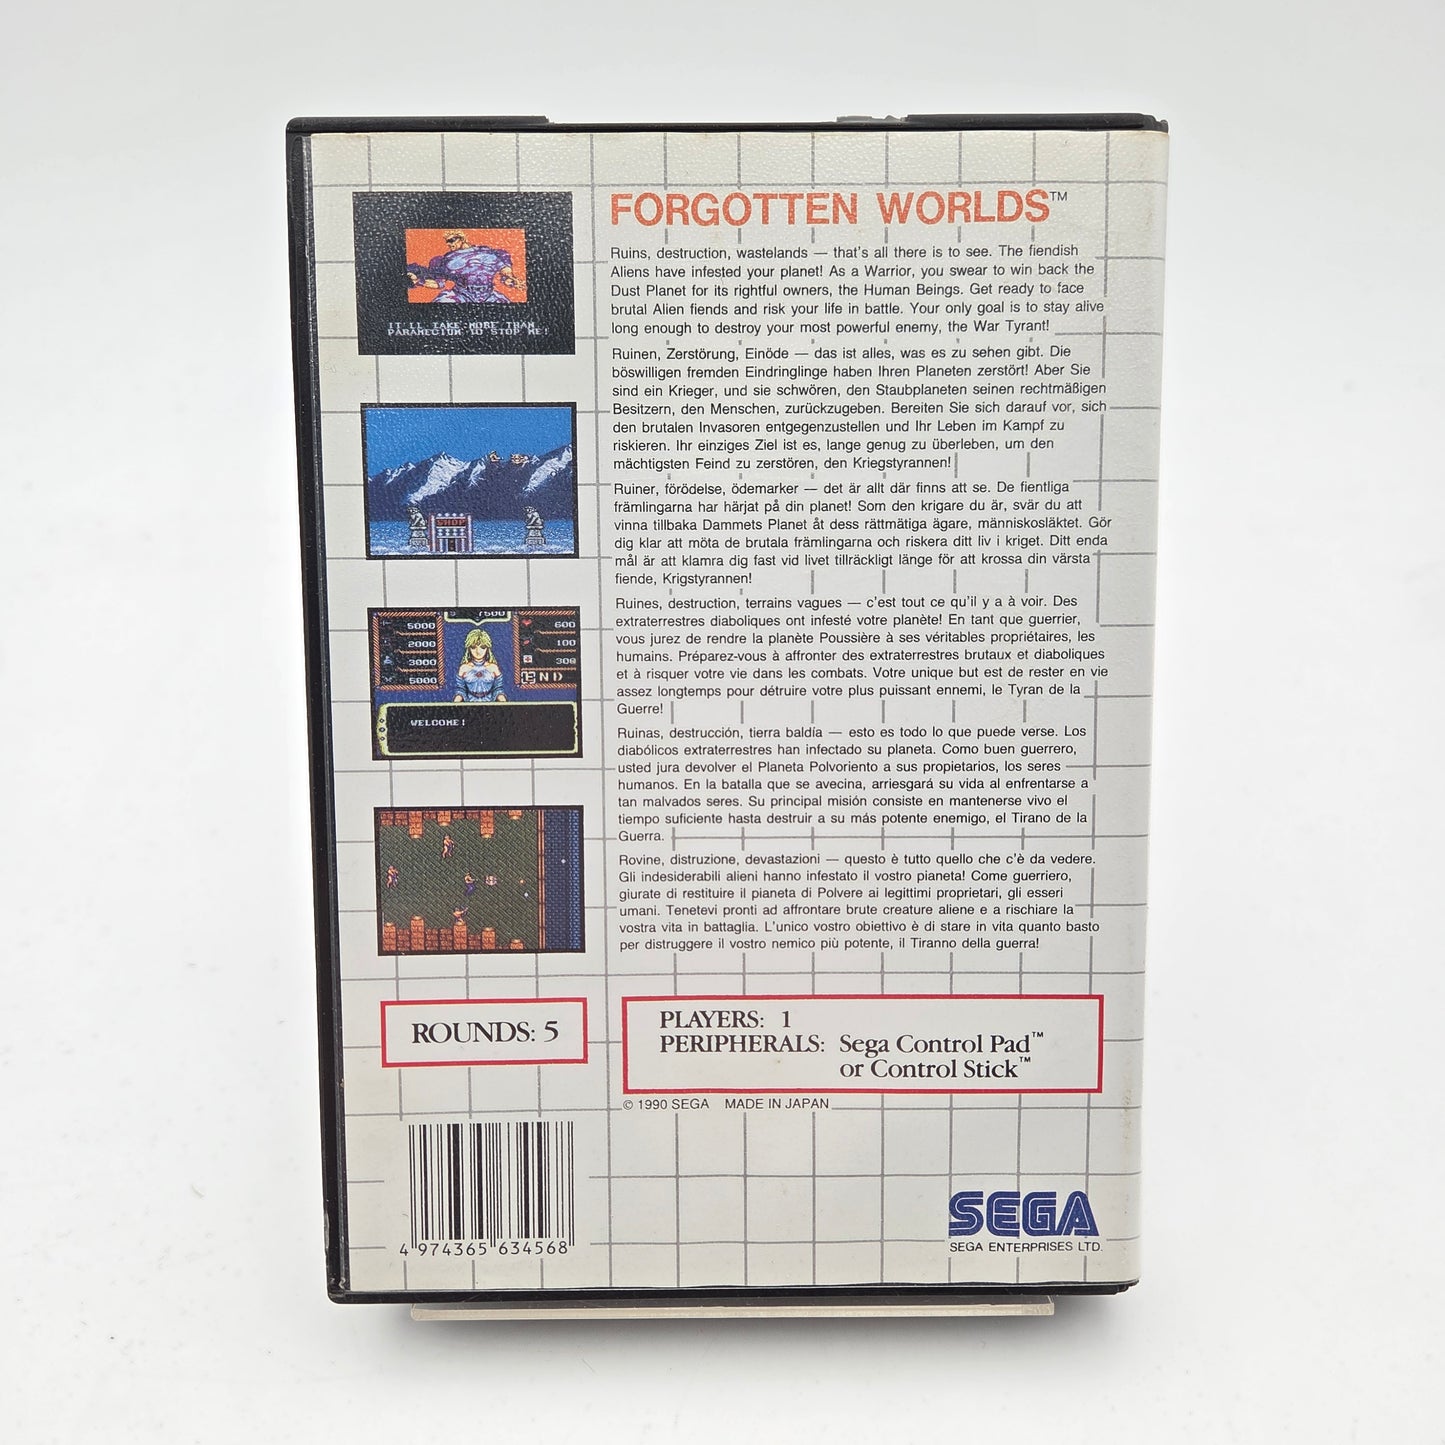 FORGOTTEN WORLDS™
Ruins, destruction, wastelands — that's all there is to see. The fiendish
Aliens have infested your planet! As a Warrior, you swear to win back the
Dust Planet for its rightful owners, the Human Beings. Get ready to face
brutal Alien fiends and risk your life in battle. Your only goal is to stay alive
long enough to destroy your most powerful enemy, the War Tyrant!
Ruinen, Zerstörung, Einöde — das ist alles, was es zu sehen gibt. Die
böswilligen fremden Eindringlinge haben Ihren Planeten zerstört! Aber Sie
sind ein Krieger, und sie schwören, den Staubplaneten seinen rechtmäßigen
Besitzern, den Menschen, zurückzugeben. Bereiten Sie sich darauf vor, sich
den brutalen Invasoren entgegenzustellen und Ihr Leben im Kampf zu
riskieren. Ihr einziges Ziel ist es, lange genug zu überleben, um den
mächtigsten Feind zu zerstören, den Kriegstyrannen!
Ruiner, förödelse, ödemarker — det är allt där finns att se. De fientliga
främlingarna har härjat på din planet! Som den krigare du är, svär du att
vinna tillbaka Dammets Planet åt dess rättmätiga ägare, människosläktet. Gör
dig klar att möta de brutala främlingarna och riskera ditt liv i kriget. Ditt enda
mål är att klamra dig fast vid livet tillräckligt länge för att krossa din värsta
fiende, Krigstyrannen!
Ruines, destruction, terrains vagues — c'est tout ce qu'il y a à voir. Des
extraterrestres diaboliques ont infesté votre planète! En tant que guerrier,
vous jurez de rendre la planète Poussière à ses véritables propriétaires, les
humains. Préparez-vous à affronter des extraterrestres brutaux et diaboliques
et à risquer votre vie dans les combats. Votre unique but est de rester en vie
assez longtemps pour détruire votre plus puissant ennemi, le Tyran de la
Guerre!
Ruinas, destrucción, tierra baldía — esto es todo lo que puede verse. Los
diabólicos extraterrestres han infectado su planeta. Como buen guerrero,
usted jura devolver el Planeta Polvoriento a sus propietarios, los seres
humanos. En la batalla que se avecina, arriesgará su vida al enfrentarse a
tan malvados seres. Su principal misión consiste en mantenerse vivo el
tiempo suficiente hasta destruir a su más potente enemigo, el Tirano de la
Guerra.
Rovine, distruzione, devastazioni — questo è tutto quello che c'è da vedere.
Gli indesiderabili alieni hanno infestato il vostro pianeta! Come guerriero,
giurate di restituire il pianeta di Polvere ai legittimi proprietari, gli esseri
umani. Tenetevi pronti ad affrontare brute creature aliene e a rischiare la
vostra vita in battaglia. L'unico vostro obiettivo è di stare in vita quanto basto
per distruggere il vostro nemico più potente, il Tiranno della guerra!
IT'LL TAKE MORE THAN
PARAMECIUM TO STOP ME!
SHOP
$ 7500
5000 600
2000 100
3000 300
5000 END
WELCOME!
ROUNDS: 5
PLAYERS: 1
PERIPHERALS: Sega Control Pad™
or Control Stick™
© 1990 SEGA MADE IN JAPAN
4 974365 634568
SEGA
SEGA ENTERPRISES LTD.